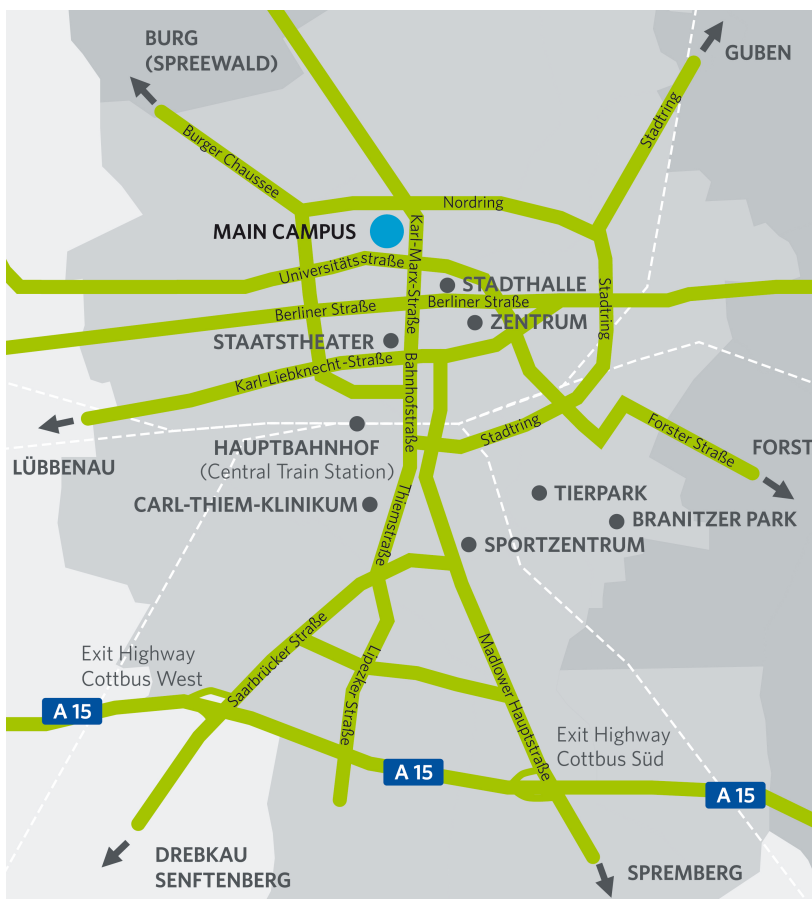 BURG
(SPREEWALD)
GUBEN
Stadtring
Burger Chaussee
Nordring
MAIN CAMPUS
Karl-Marx-Straße
Universitätsstraße
STADTHALLE
Stadtring
Berliner Straße
Berliner Straße
ZENTRUM
STAATSTHEATER
Karl-Liebknecht-Straße
Bahnhofstraße
Stadtring
Forster Straße
FORST
LÜBBENAU
HAUPTBAHNHOF
(Central Train Station)
CARL-THIEM-KLINIKUM
Thiemstraße
TIERPARK
BRANITZER PARK
SPORTZENTRUM
Exit Highway
Cottbus West
Saarbrücker Straße
Lipezker Straße
Madlower Hauptstraße
A 15
Exit Highway
Cottbus Süd
A 15
A 15
DREBKAU
SENFTENBERG
SPREMBERG